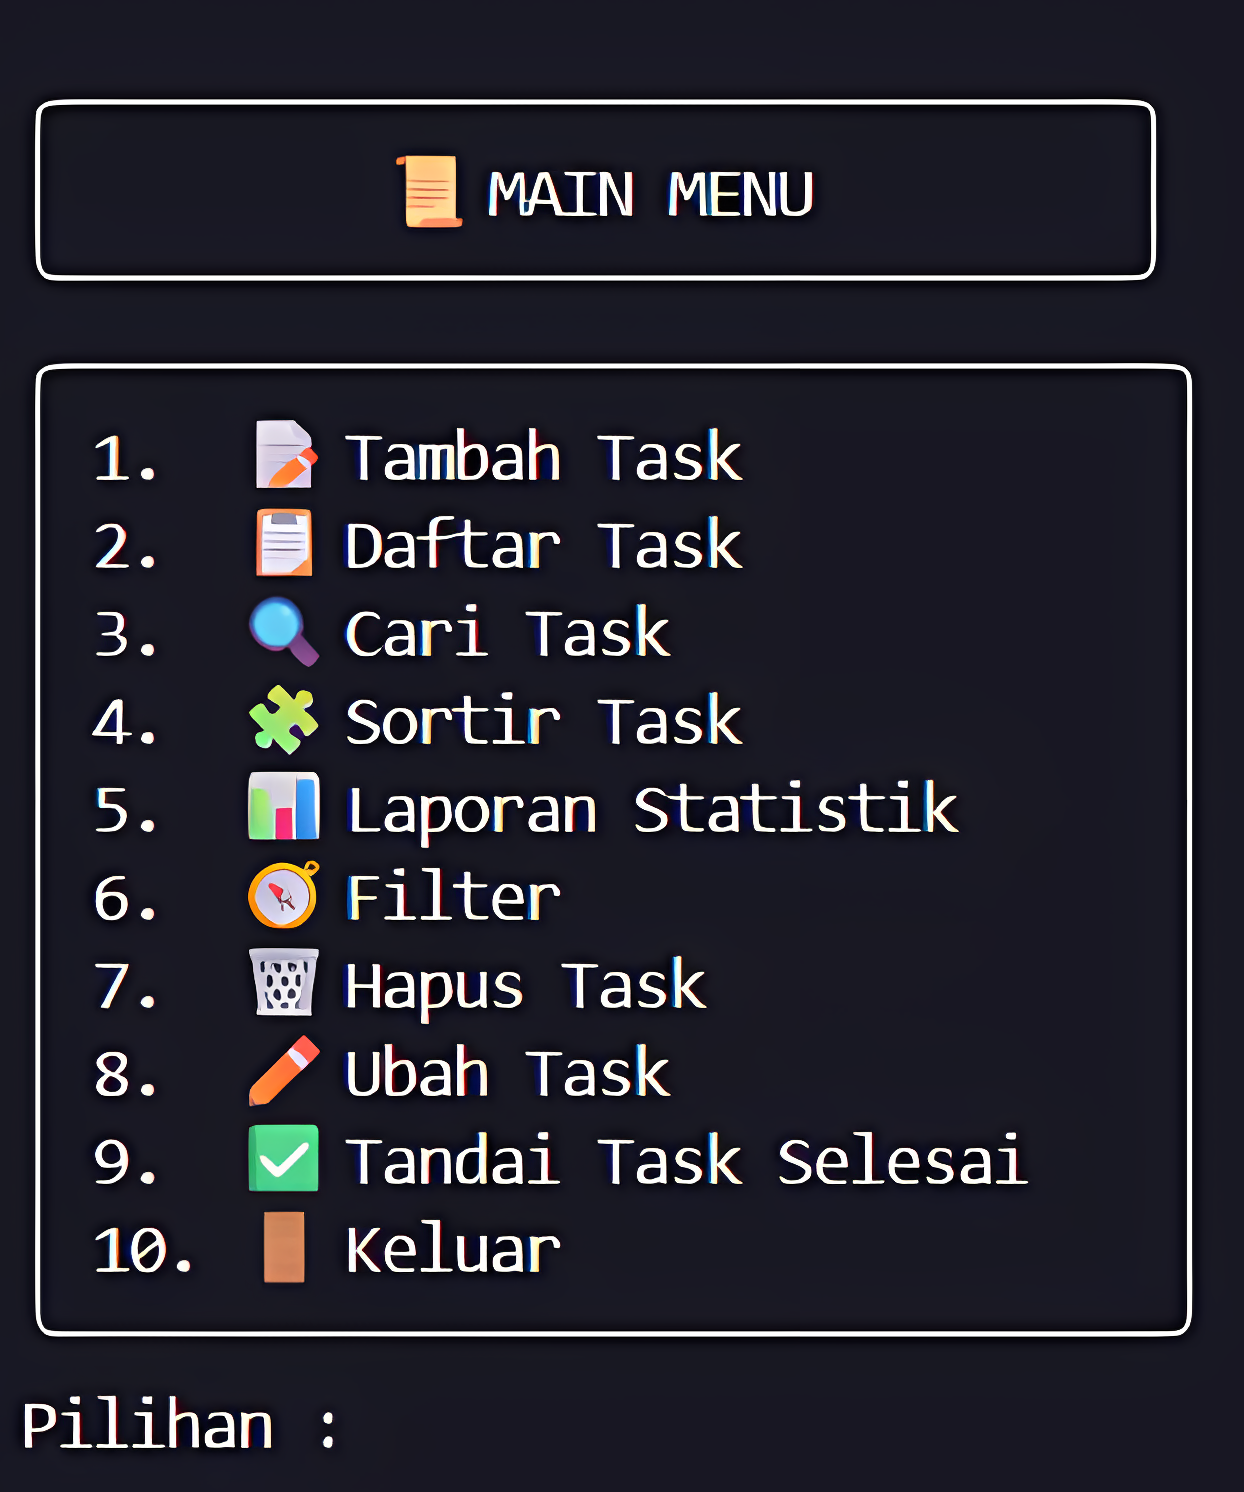 📜 MAIN MENU
1. 📝 Tambah Task
2. 📋 Daftar Task
3. 🔍 Cari Task
4. 🧩 Sortir Task
5. 📊 Laporan Statistik
6. 🧭 Filter
7. 🗑 Hapus Task
8. ✏ Ubah Task
9. ✅ Tandai Task Selesai
10. 🚪 Keluar
Pilihan :